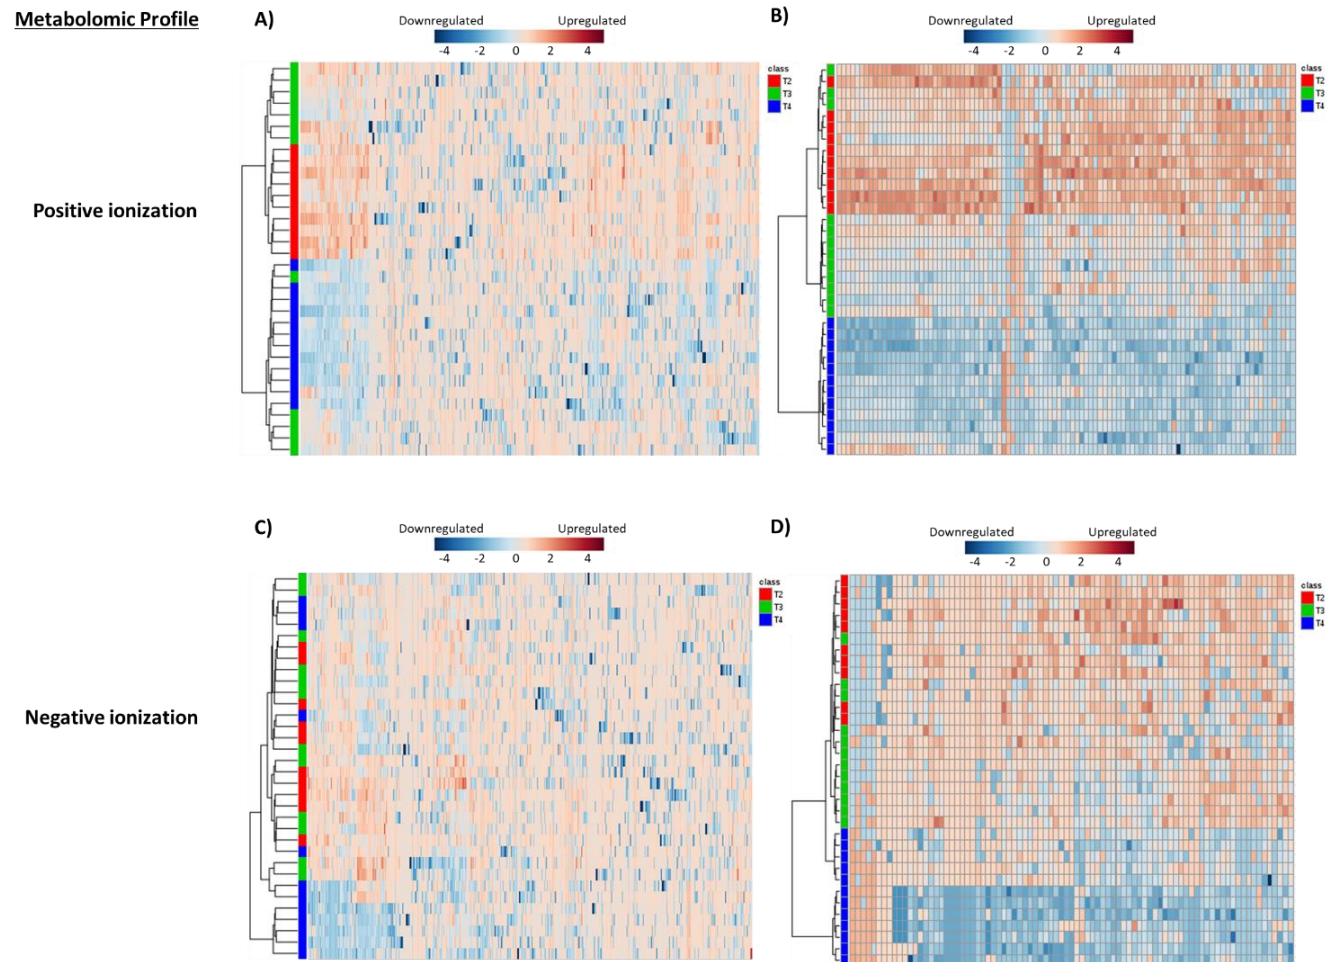 Metabolomic Profile
A)
Downregulated Upregulated
-4 -2 0 2 4
class
T2
T3
T4
B)
Downregulated Upregulated
-4 -2 0 2 4
class
T2
T3
T4
Positive ionization
C)
Downregulated Upregulated
-4 -2 0 2 4
class
T2
T3
T4
D)
Downregulated Upregulated
-4 -2 0 2 4
class
T2
T3
T4
Negative ionization